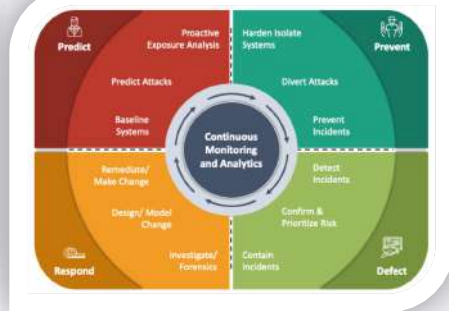 Predict
Proactive
Exposure Analysis
Predict Attacks
Baseline
Systems
Harden Isolate
Systems
Prevent
Divert Attacks
Prevent
Incidents
Continuous
Monitoring
and Analytics
Remediate/
Make Change
Design/ Model
Change
Investigate/
Forensics
Respond
Detect
Incidents
Confirm &
Prioritize Risk
Contain
Incidents
Defect